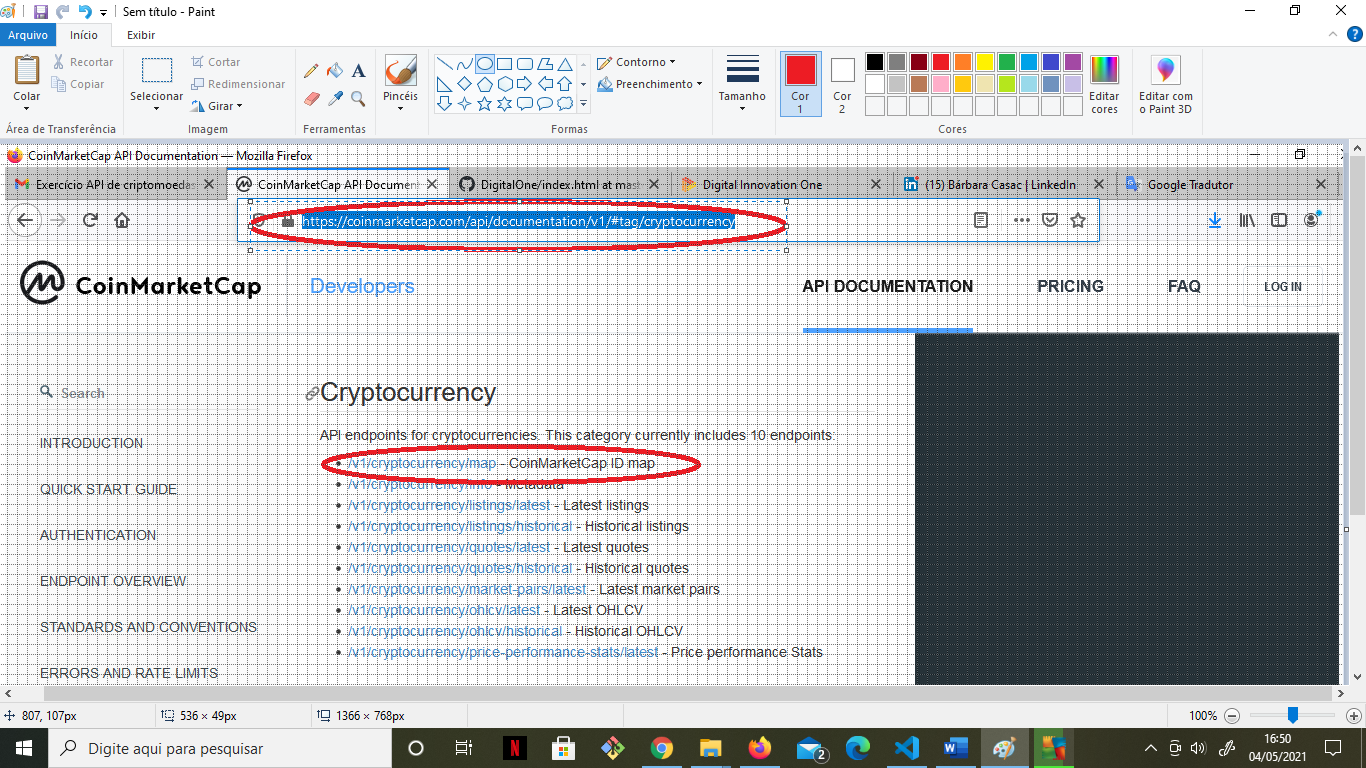 Sem título - Paint
Arquivo
Início
Exibir
Colar
Recortar
Copiar
Área de Transferência
Selecionar
Cortar
Redimensionar
Girar
Imagem
Ferramentas
Pincéis
Contorno
Preenchimento
Formas
Tamanho
Cor
1
Cor
2
Editar
cores
Editar com
o Paint 3D
Cores
CoinMarketCap API Documentation — Mozilla Firefox
Exercício API de criptomoedas
CoinMarketCap API Document
DigitalOne/index.html at mast
Digital Innovation One
(15) Bárbara Casac | LinkedIn
Google Tradutor
https://coinmarketcap.com/api/documentation/v1/#tag/cryptocurrency
CoinMarketCap
Developers
API DOCUMENTATION
PRICING
FAQ
LOG IN
Search
INTRODUCTION
QUICK START GUIDE
AUTHENTICATION
ENDPOINT OVERVIEW
STANDARDS AND CONVENTIONS
ERRORS AND RATE LIMITS
Cryptocurrency
API endpoints for cryptocurrencies. This category currently includes 10 endpoints:
/v1/cryptocurrency/map - CoinMarketCap ID map
/v1/cryptocurrency/info - Metadata
/v1/cryptocurrency/listings/latest - Latest listings
/v1/cryptocurrency/listings/historical - Historical listings
/v1/cryptocurrency/quotes/latest - Latest quotes
/v1/cryptocurrency/quotes/historical - Historical quotes
/v1/cryptocurrency/market-pairs/latest - Latest market pairs
/v1/cryptocurrency/ohlcv/latest - Latest OHLCV
/v1/cryptocurrency/ohlcv/historical - Historical OHLCV
/v1/cryptocurrency/price-performance-stats/latest - Price performance Stats
807, 107px
536 × 49px
1366 × 768px
100%
Digite aqui para pesquisar
N
2
16:50
04/05/2021